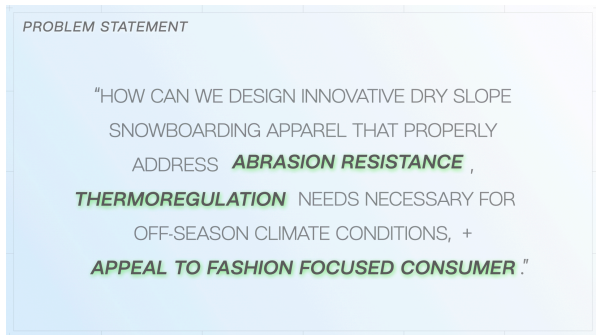 PROBLEM STATEMENT
“HOW CAN WE DESIGN INNOVATIVE DRY SLOPE
SNOWBOARDING APPAREL THAT PROPERLY
ADDRESS ABRASION RESISTANCE ,
THERMOREGULATION NEEDS NECESSARY FOR
OFF-SEASON CLIMATE CONDITIONS, +
APPEAL TO FASHION FOCUSED CONSUMER .”